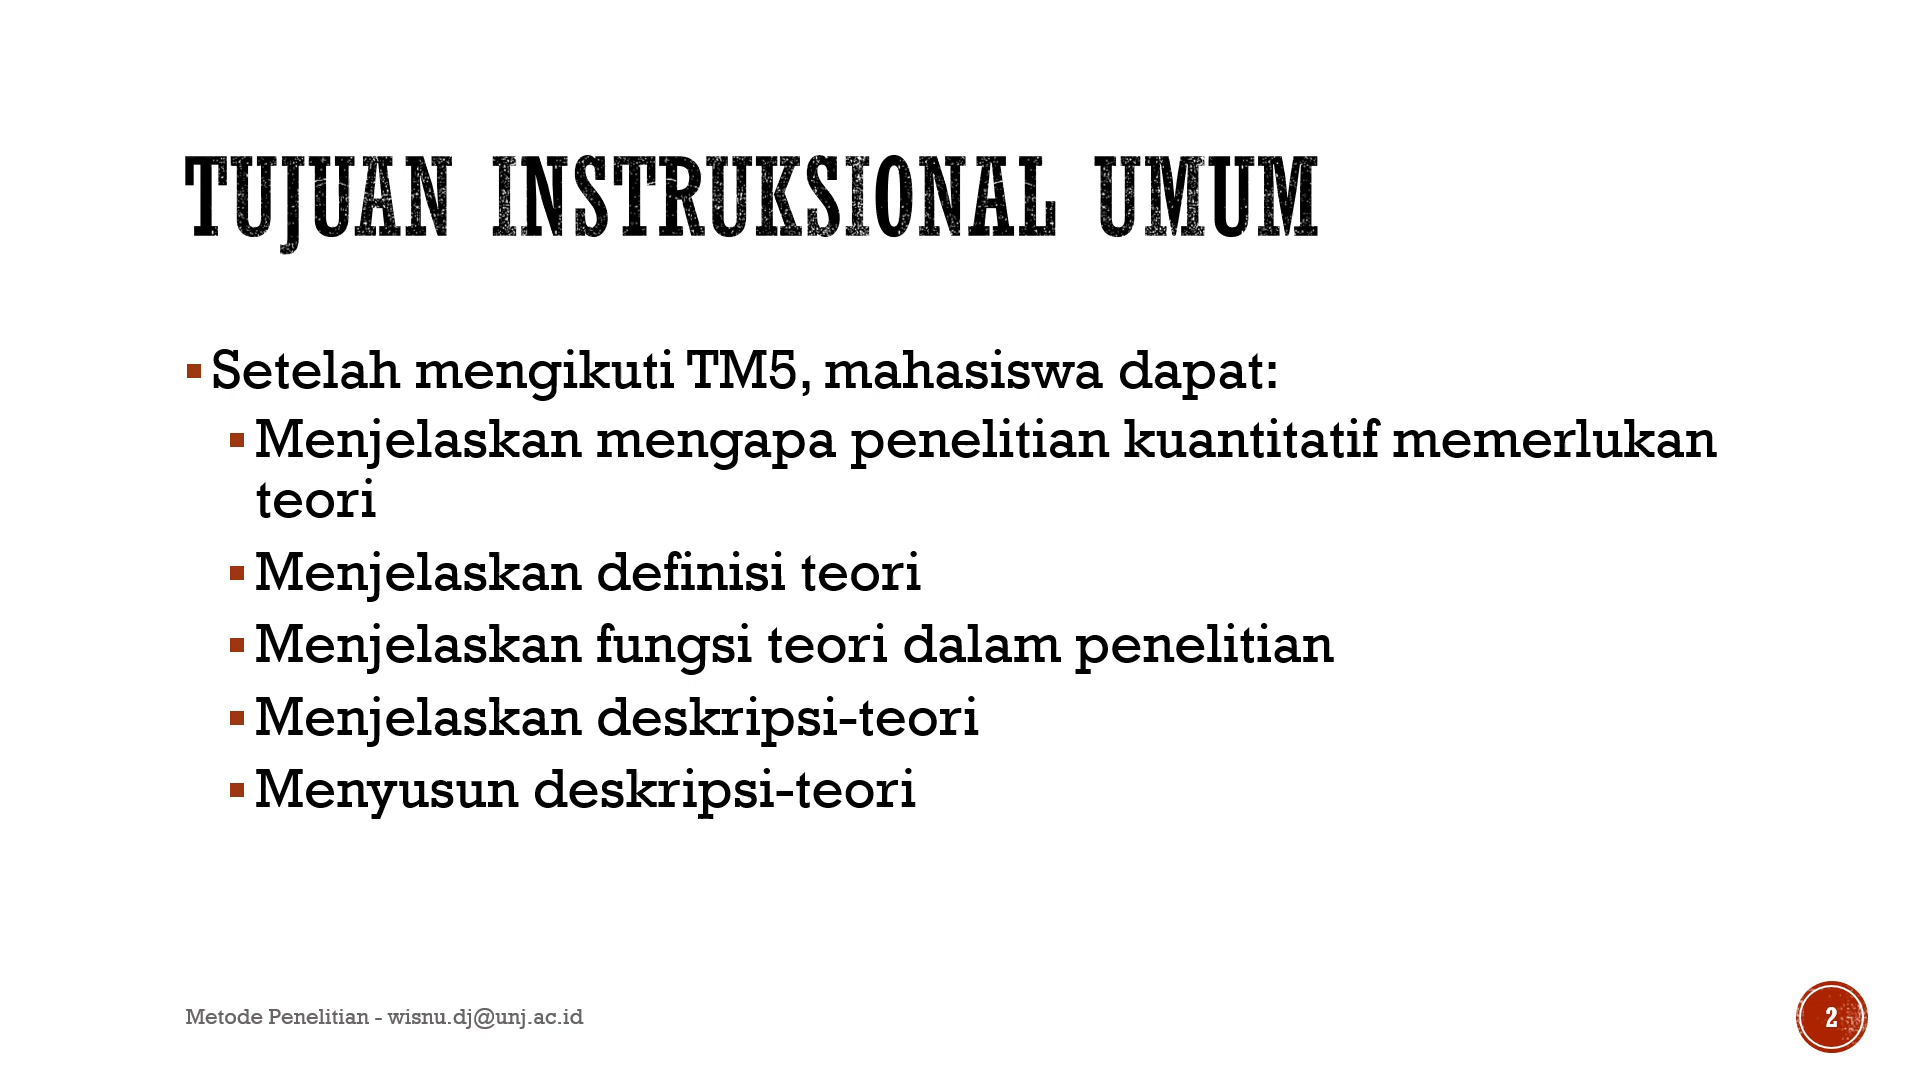 TUJUAN INSTRUKSIONAL UMUM
▪ Setelah mengikuti TM5, mahasiswa dapat:
▪ Menjelaskan mengapa penelitian kuantitatif memerlukan
teori
▪ Menjelaskan definisi teori
▪ Menjelaskan fungsi teori dalam penelitian
▪ Menjelaskan deskripsi-teori
▪ Menyusun deskripsi-teori
Metode Penelitian - wisnu.dj@unj.ac.id
2